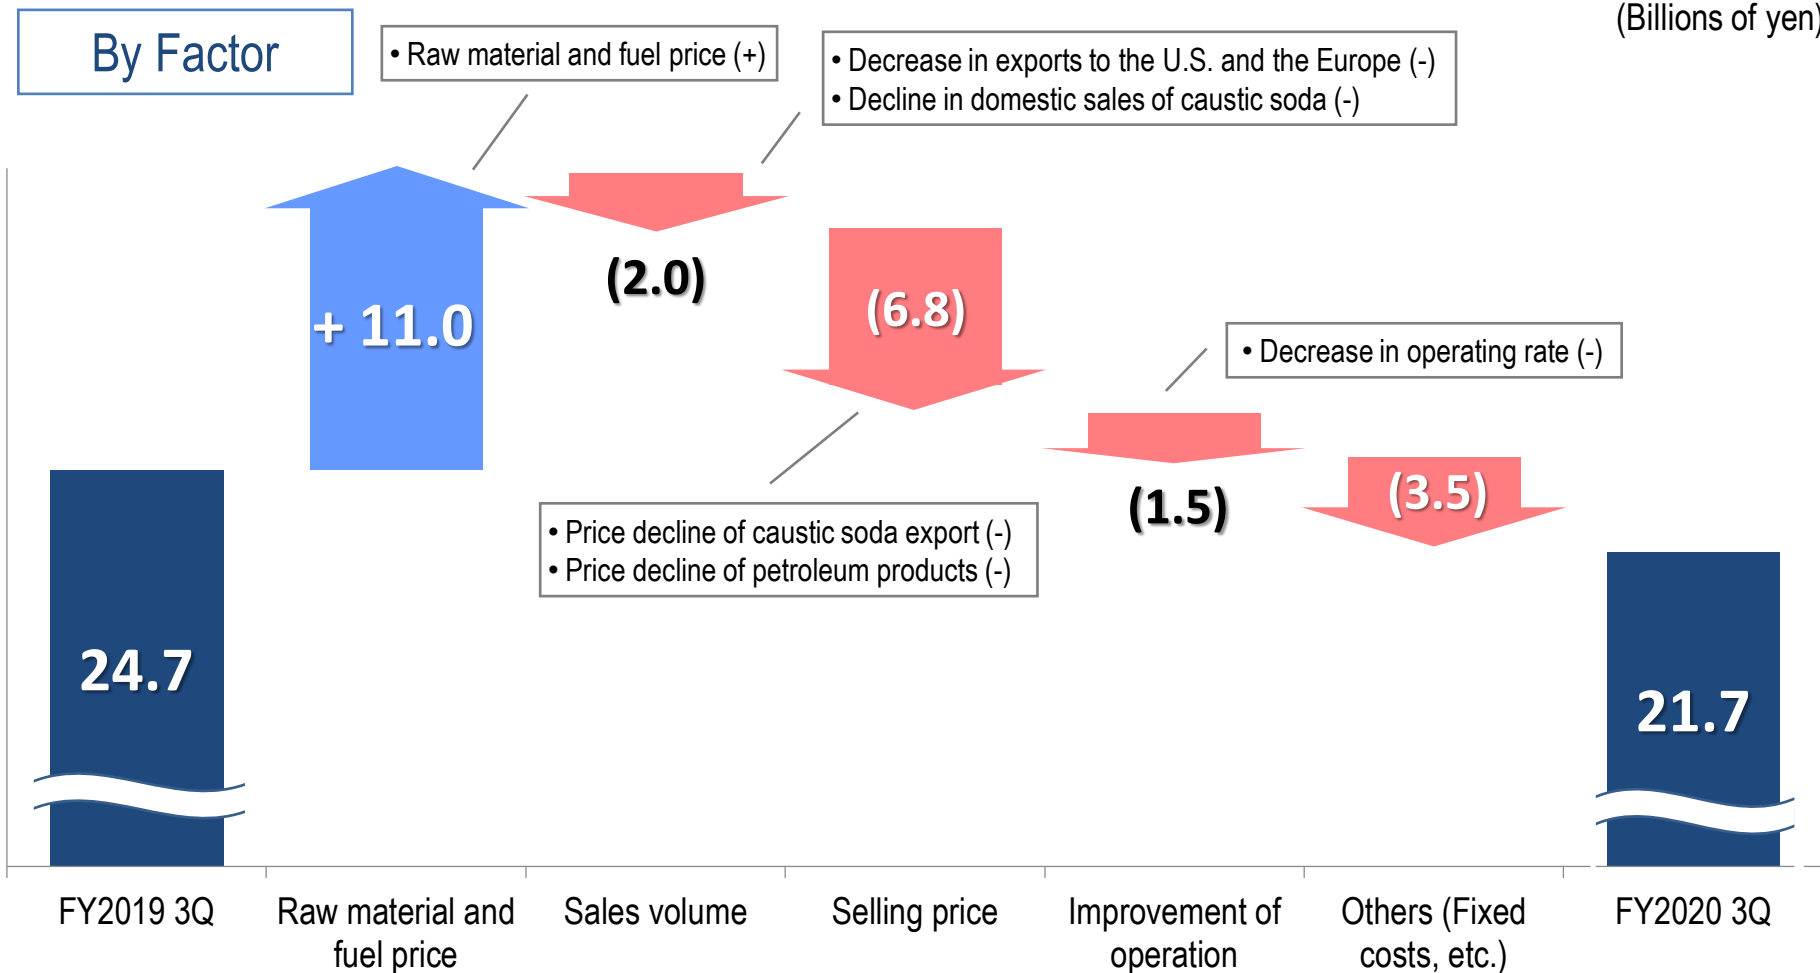 By Factor
(Billions of yen)
• Raw material and fuel price (+)
• Decrease in exports to the U.S. and the Europe (-)
• Decline in domestic sales of caustic soda (-)
+ 11.0
(2.0)
(6.8)
• Decrease in operating rate (-)
(1.5)
(3.5)
• Price decline of caustic soda export (-)
• Price decline of petroleum products (-)
24.7
21.7
FY2019 3Q
Raw material and
fuel price
Sales volume
Selling price
Improvement of
operation
Others (Fixed
costs, etc.)
FY2020 3Q